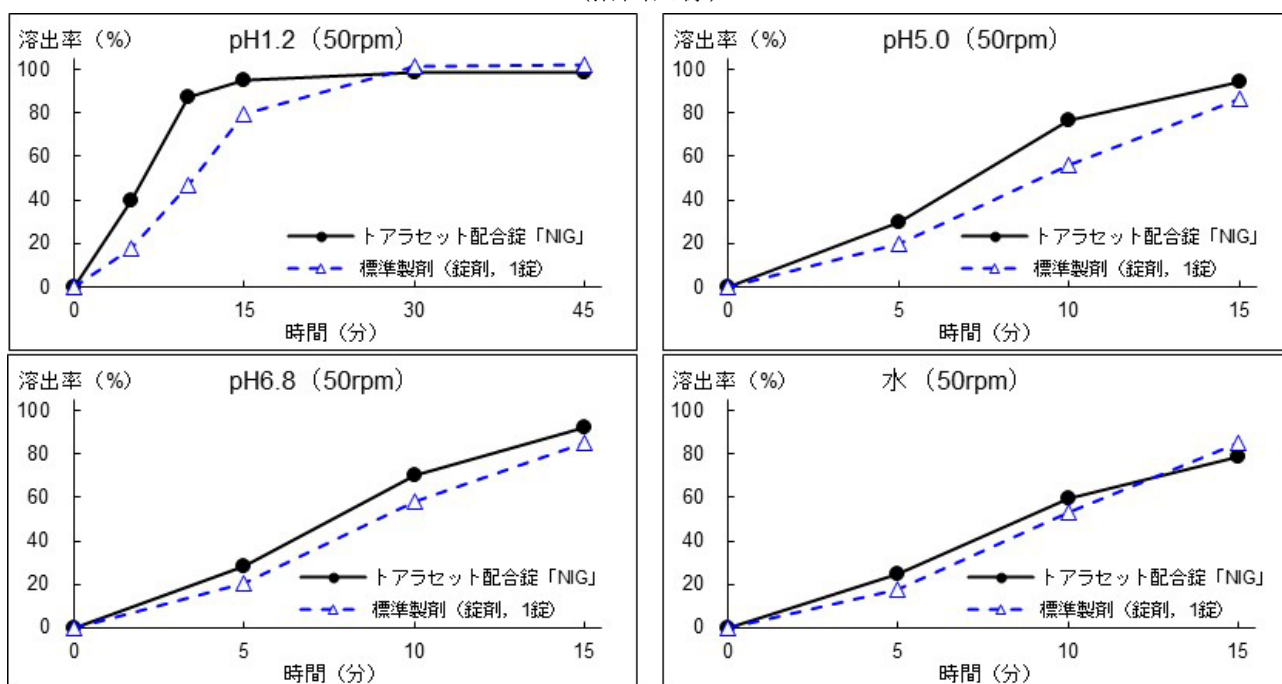 溶出率（%） pH1.2（50rpm）
100
80
60
40
20
0
トアラセット配合錠「NIG」
標準製剤（錠剤，1錠）
0 15 30 45
時間（分）
溶出率（%） pH5.0（50rpm）
100
80
60
40
20
0
トアラセット配合錠「NIG」
標準製剤（錠剤，1錠）
0 5 10 15
時間（分）
溶出率（%） pH6.8（50rpm）
100
80
60
40
20
0
トアラセット配合錠「NIG」
標準製剤（錠剤，1錠）
0 5 10 15
時間（分）
溶出率（%） 水（50rpm）
100
80
60
40
20
0
トアラセット配合錠「NIG」
標準製剤（錠剤，1錠）
0 5 10 15
時間（分）